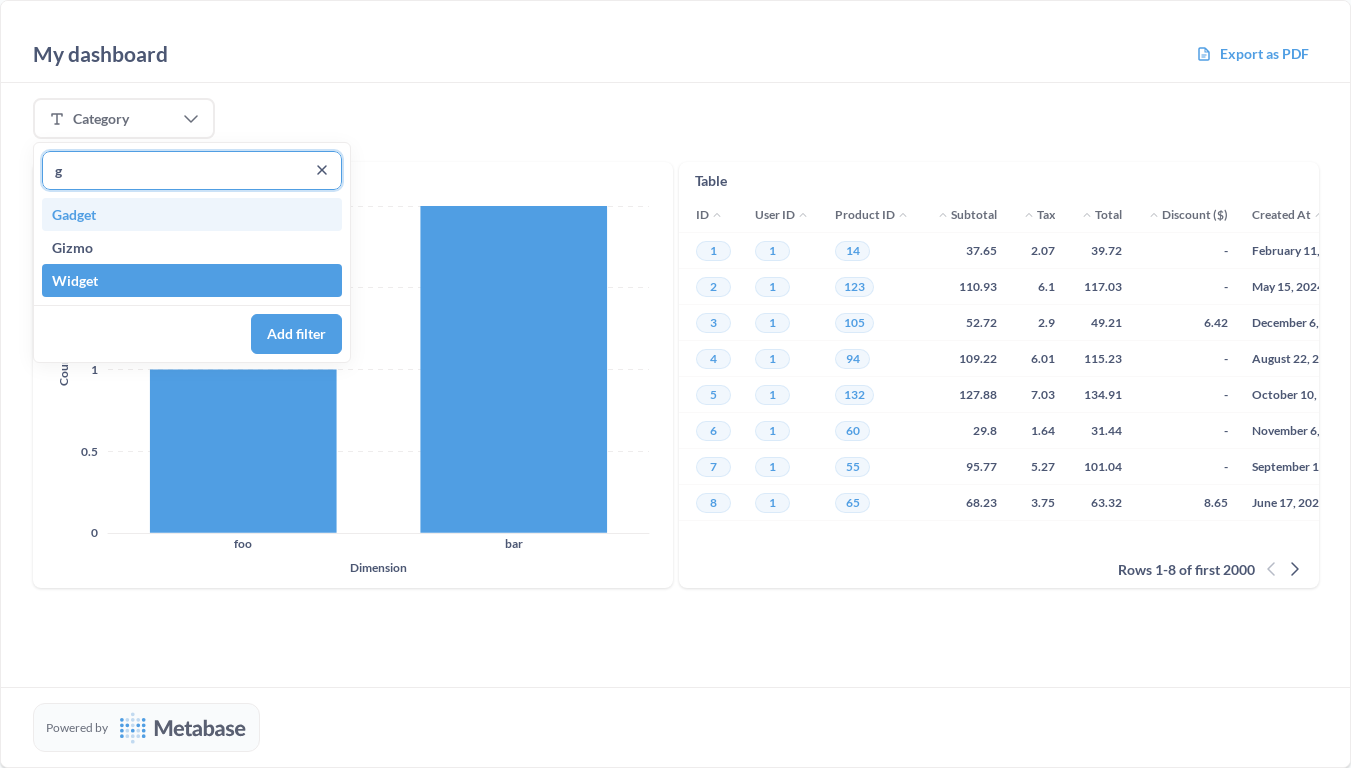 My dashboard
Export as PDF
Category
g
Gadget
Gizmo
Widget
Add filter
1
0.5
0
foo bar
Dimension
Table
ID User ID Product ID Subtotal Tax Total Discount ($) Created At
1 1 14 37.65 2.07 39.72 - February 11,
2 1 123 110.93 6.1 117.03 - May 15, 2024
3 1 105 52.72 2.9 49.21 6.42 December 6,
4 1 94 109.22 6.01 115.23 - August 22, 2
5 1 132 127.88 7.03 134.91 - October 10,
6 1 60 29.8 1.64 31.44 - November 6,
7 1 55 95.77 5.27 101.04 - September 1
8 1 65 68.23 3.75 63.32 8.65 June 17, 202
Rows 1-8 of first 2000
Powered by Metabase